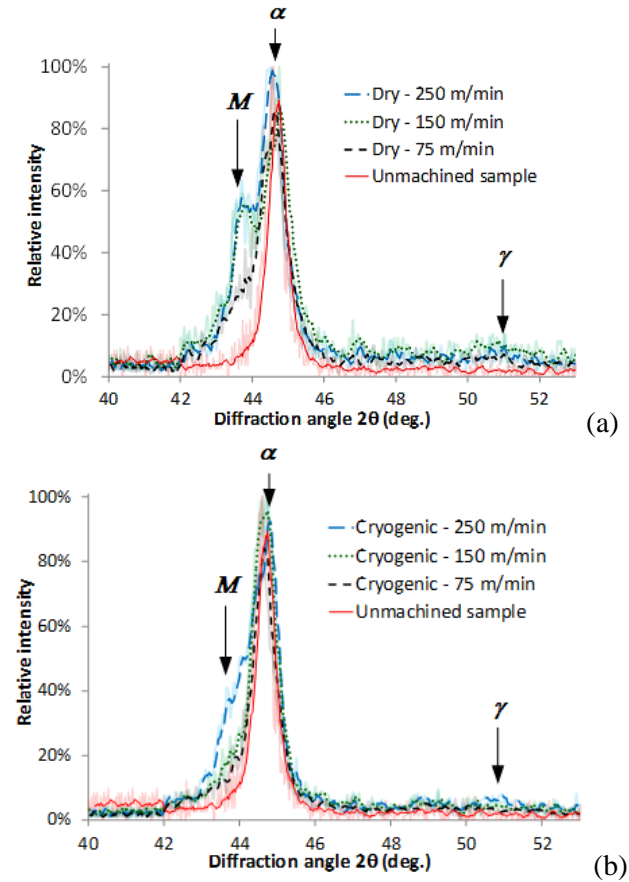 α
100%
M
Dry - 250 m/min
80%
Dry - 150 m/min
Dry - 75 m/min
60%
Unmachined sample
Relative intensity
40%
γ
20%
0%
40 42 44 46 48 50 52
Diffraction angle 2θ (deg.)
(a)
α
100%
Cryogenic - 250 m/min
M
Cryogenic - 150 m/min
80%
Cryogenic - 75 m/min
60%
Unmachined sample
Relative intensity
40%
γ
20%
0%
40 42 44 46 48 50 52
Diffraction angle 2θ (deg.)
(b)